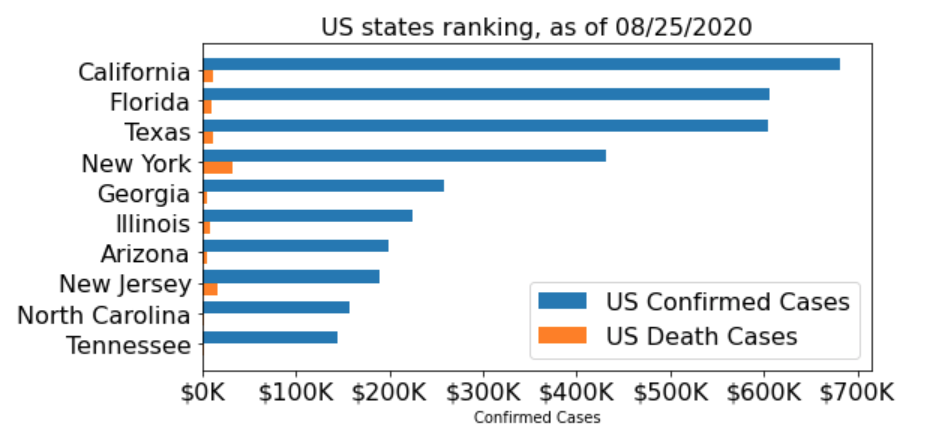 US states ranking, as of 08/25/2020
California
Florida
Texas
New York
Georgia
Illinois
Arizona
New Jersey
North Carolina
Tennessee
US Confirmed Cases
US Death Cases
$0K $100K $200K $300K $400K $500K $600K $700K
Confirmed Cases